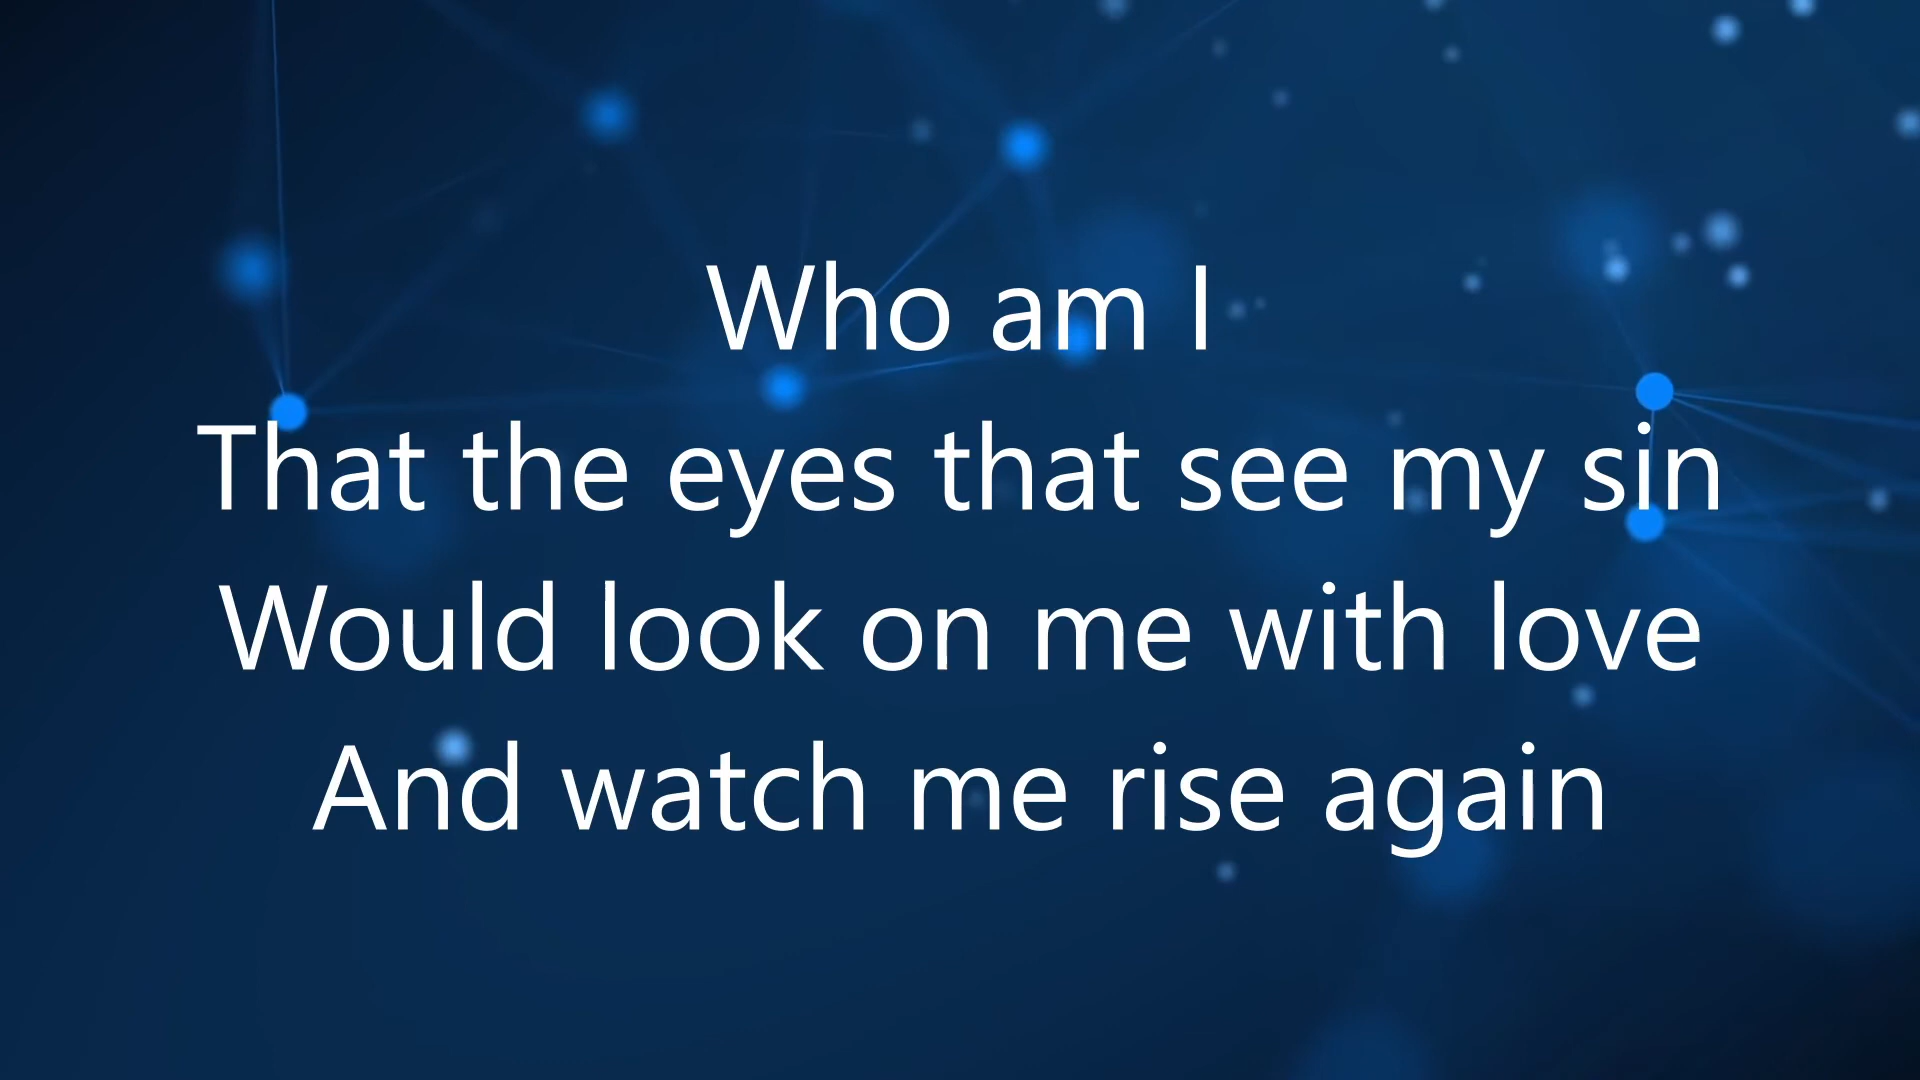 Who am I
That the eyes that see my sin
Would look on me with love
And watch me rise again